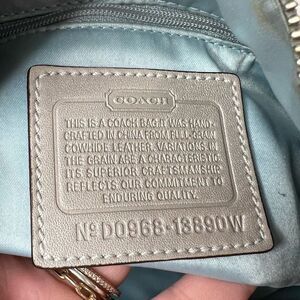 COACH
THIS IS A COACH BAG. IT WAS HAND-
CRAFTED IN CHINA FROM FULL-GRAIN
COWHIDE LEATHER. VARIATIONS IN
THE GRAIN ARE A CHARACTERISTIC.
ITS SUPERIOR CRAFTSMANSHIP
REFLECTS OUR COMMITMENT TO
ENDURING QUALITY.
Nº D0968-13890W